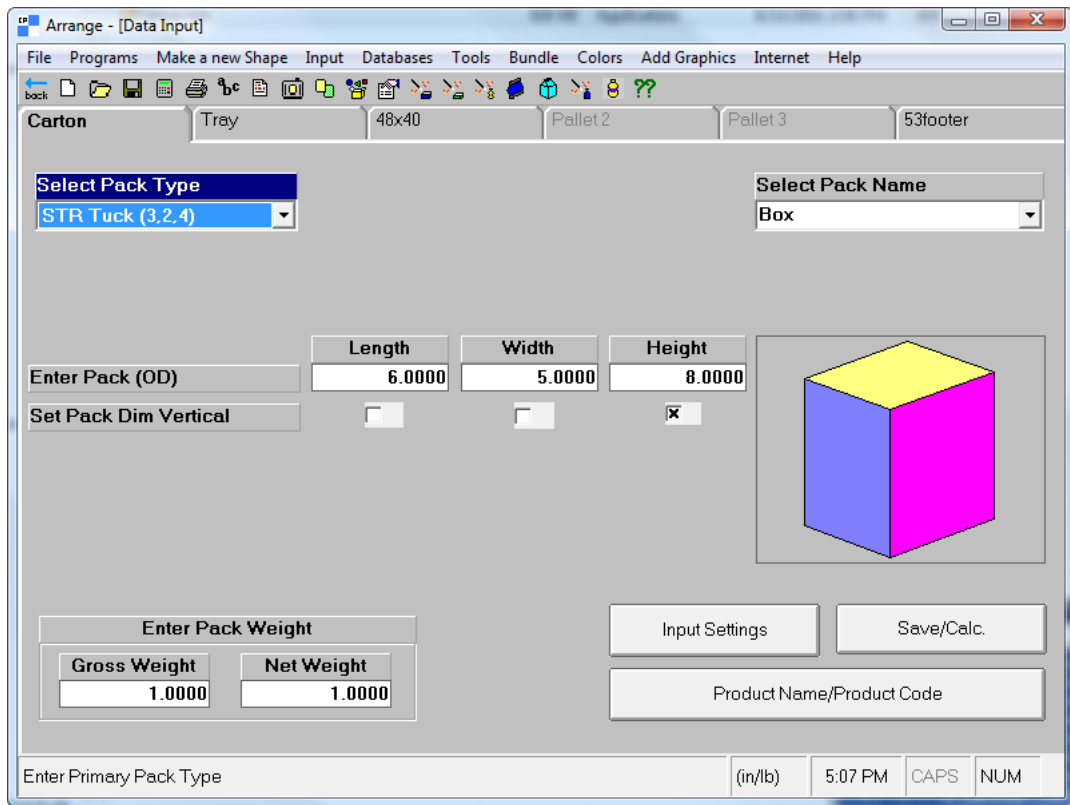 CP
Arrange - [Data Input]
File Programs Make a new Shape Input Databases Tools Bundle Colors Add Graphics Internet Help
back abc ??
Carton Tray 48x40 Pallet 2 Pallet 3 53footer
Select Pack Type Select Pack Name
STR Tuck (3,2,4) Box
Length Width Height
Enter Pack (OD) 6.0000 5.0000 8.0000
Set Pack Dim Vertical
Enter Pack Weight Input Settings Save/Calc.
Gross Weight Net Weight
1.0000 1.0000 Product Name/Product Code
Enter Primary Pack Type (in/lb) 5:07 PM CAPS NUM